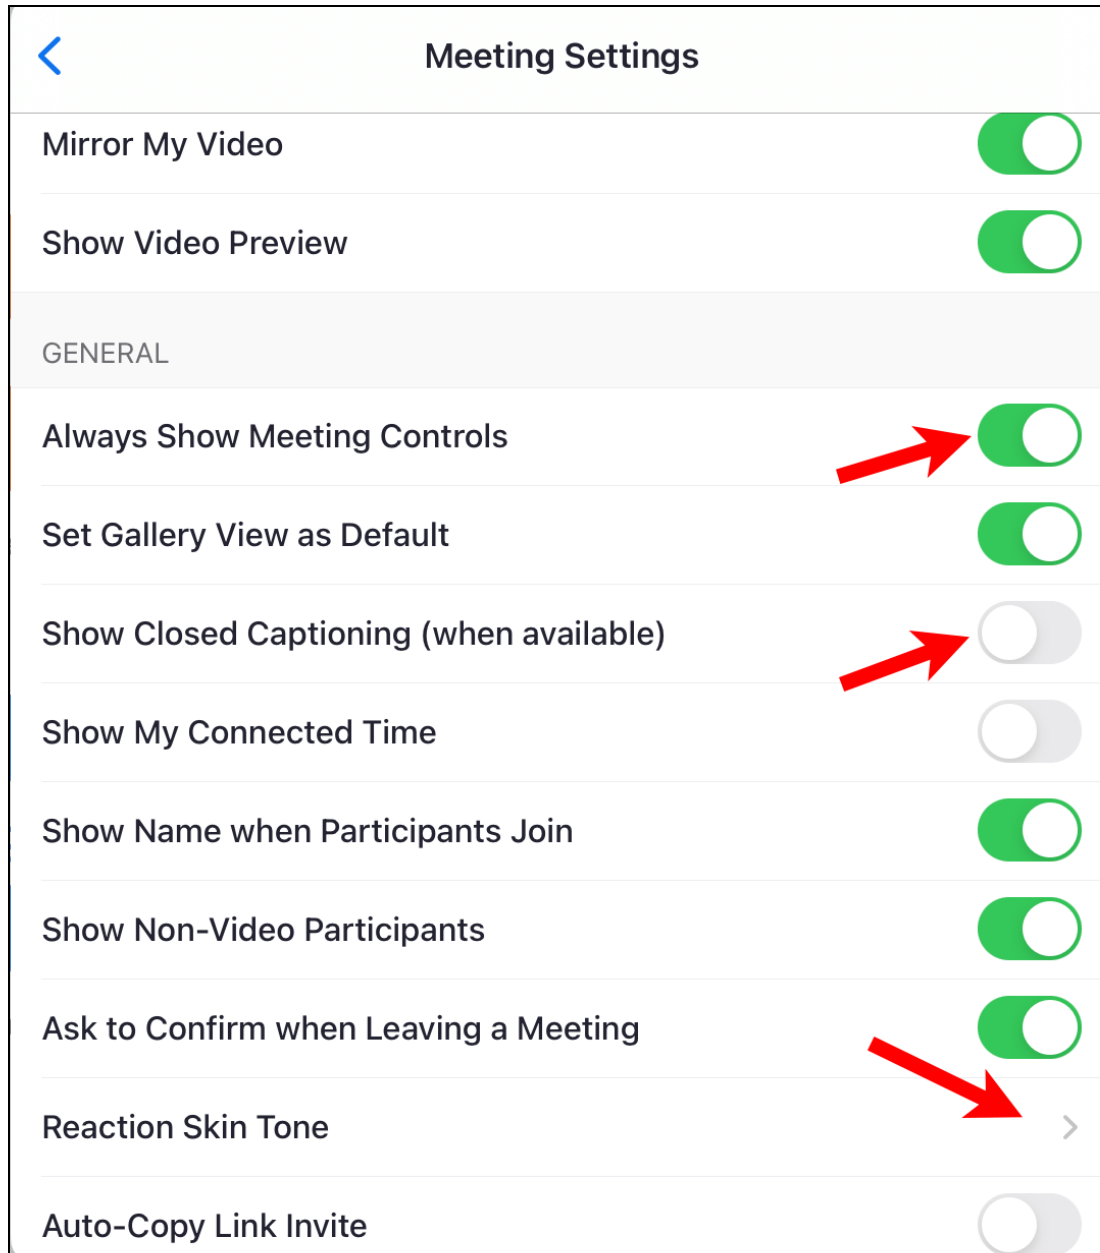 Meeting Settings
Mirror My Video
Show Video Preview
GENERAL
Always Show Meeting Controls
Set Gallery View as Default
Show Closed Captioning (when available)
Show My Connected Time
Show Name when Participants Join
Show Non-Video Participants
Ask to Confirm when Leaving a Meeting
Reaction Skin Tone
Auto-Copy Link Invite